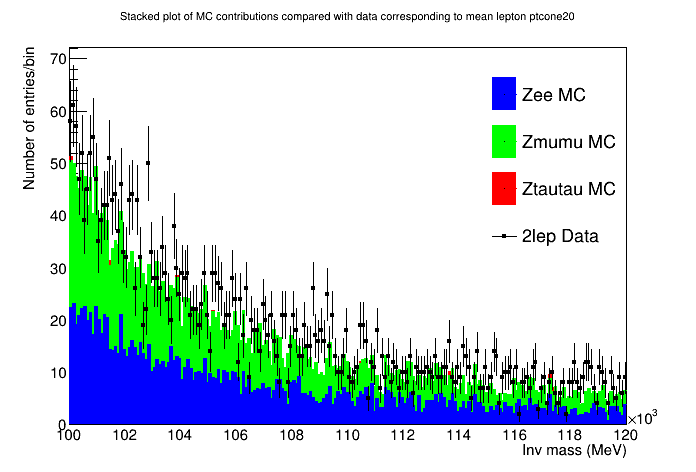 Stacked plot of MC contributions compared with data corresponding to mean lepton ptcone20
Number of entries/bin
70
60
50
40
30
20
10
0
Zee MC
Zmumu MC
Ztautau MC
2lep Data
100 102 104 106 108 110 112 114 116 118 120
×10³
Inv mass (MeV)